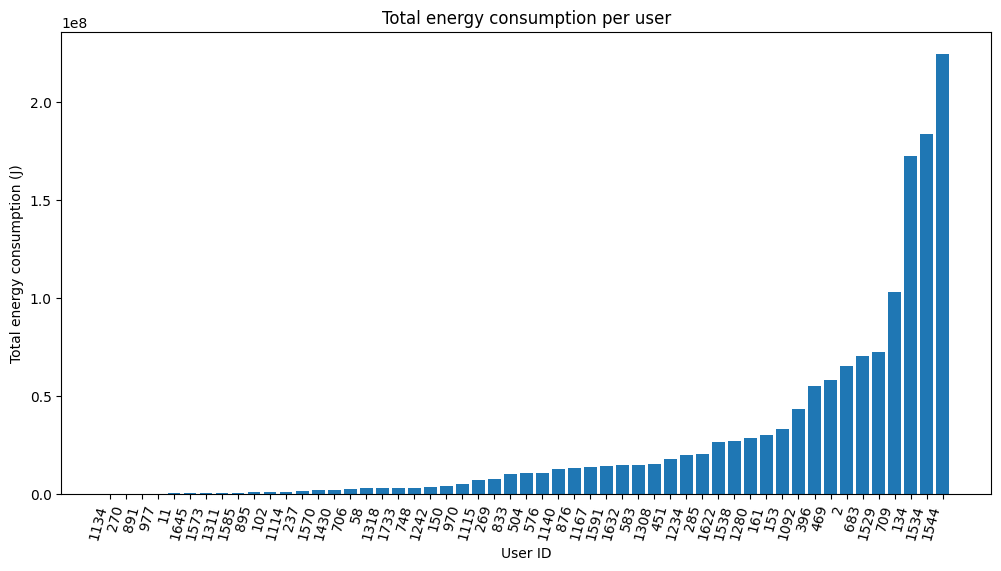 Total energy consumption per user
1e8
Total energy consumption (J)
2.0
1.5
1.0
0.5
0.0
1134 270 891 977 11 1645 1573 1311 1585 895 102 1114 237 1570 1430 706 58 1318 1733 748 1242 150 970 1115 269 833 504 576 1140 876 1167 1591 1632 583 1308 451 1234 285 1622 1538 1280 161 153 1092 396 469 2 683 1529 709 134 1534 1544
User ID